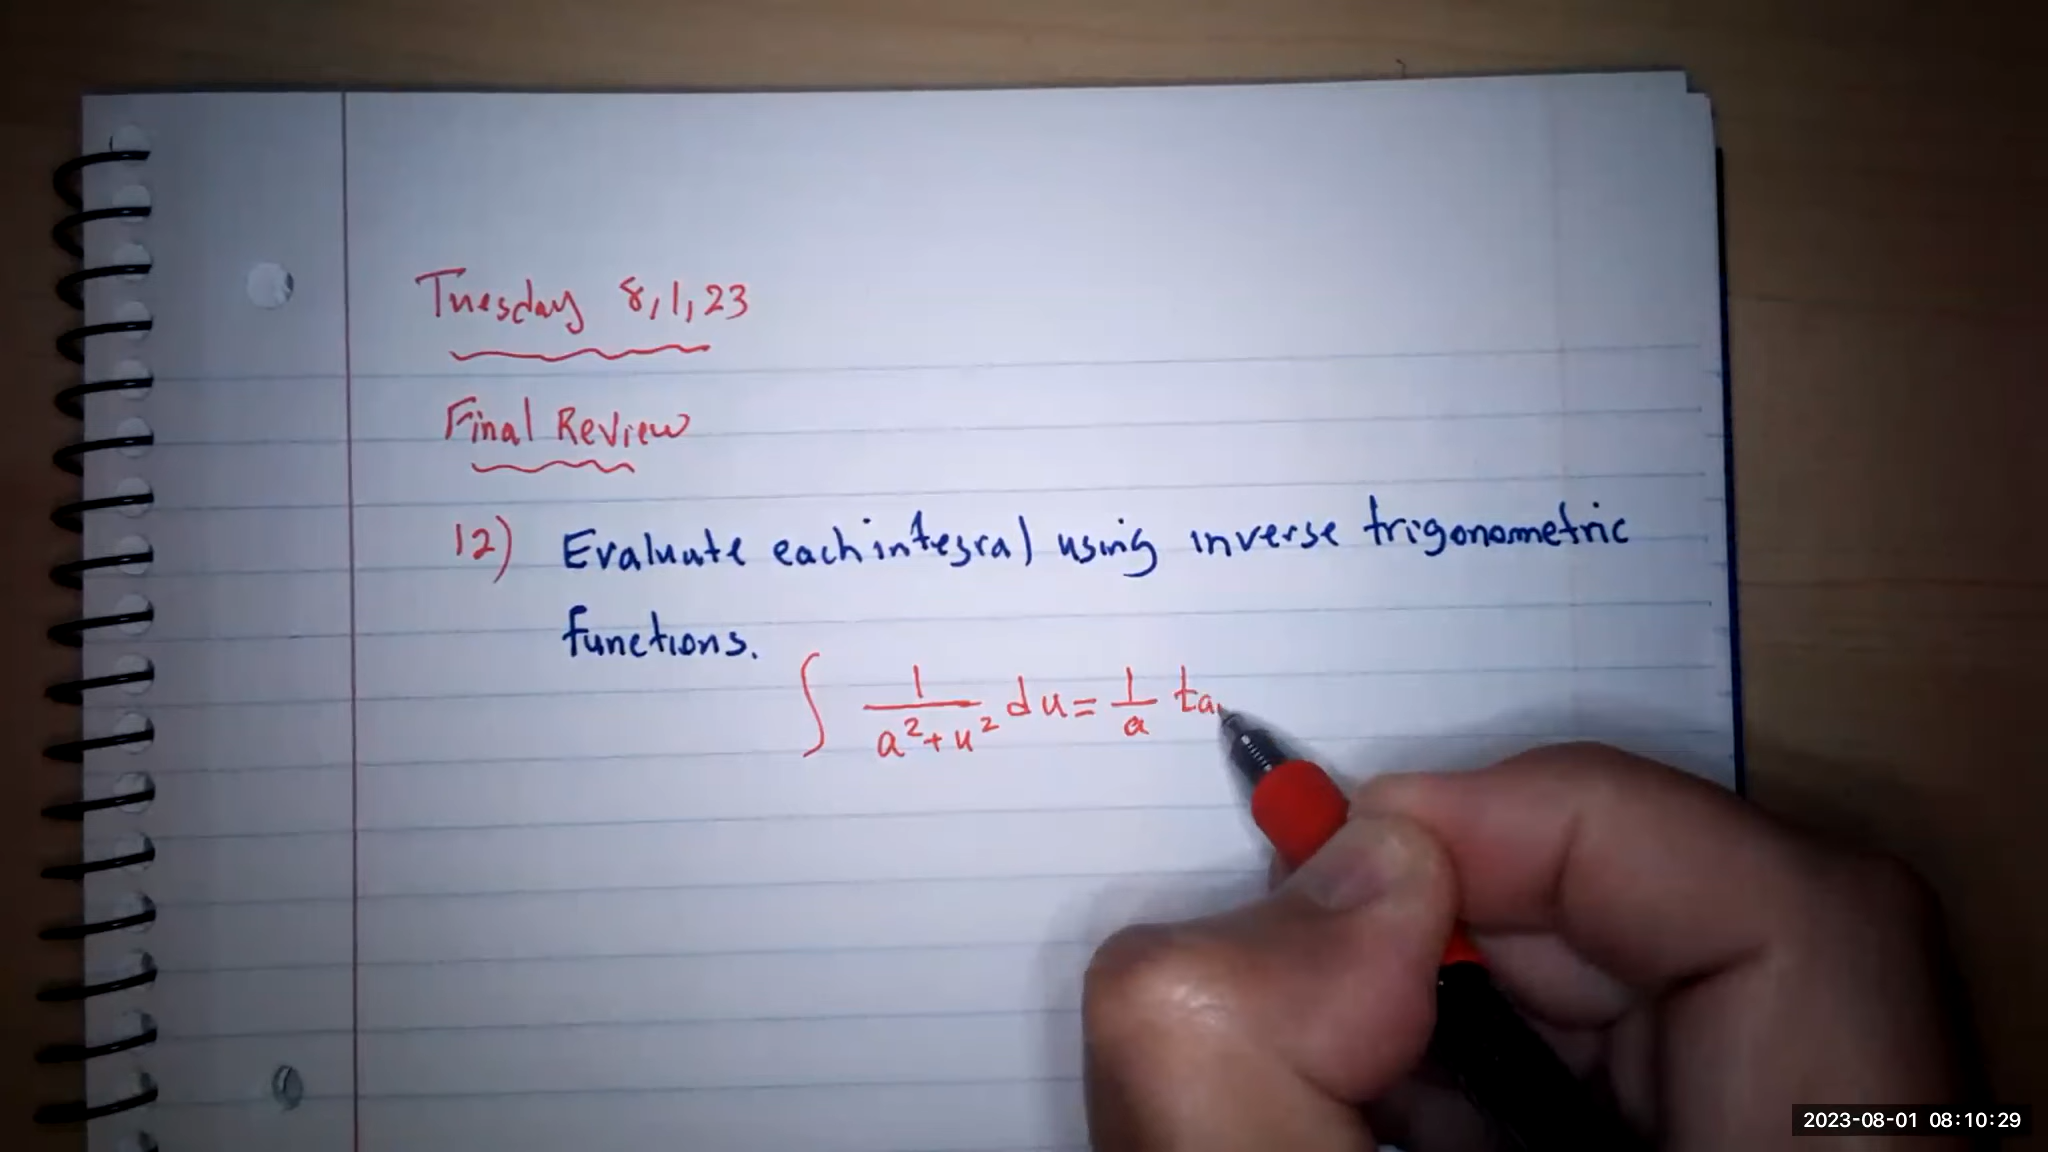 Tuesday 8,1,23
Final Review
12) Evaluate each integral using inverse trigonometric
functions.
∫ 1/(a²+u²) du = 1/a tan
2023-08-01 08:10:29